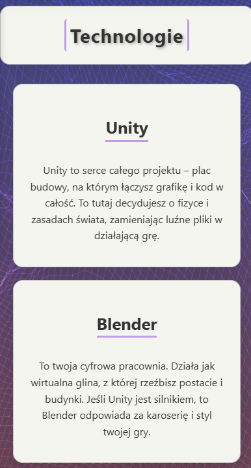 Technologie
Unity
Unity to serce całego projektu – plac
budowy, na którym łączysz grafikę i kod w
całość. To tutaj decydujesz o fizyce i
zasadach świata, zamieniając luźne pliki w
działającą grę.
Blender
To twoja cyfrowa pracownia. Działa jak
wirtualna glina, z której rzeźbisz postacie i
budynki. Jeśli Unity jest silnikiem, to
Blender odpowiada za karoserię i styl
twojej gry.